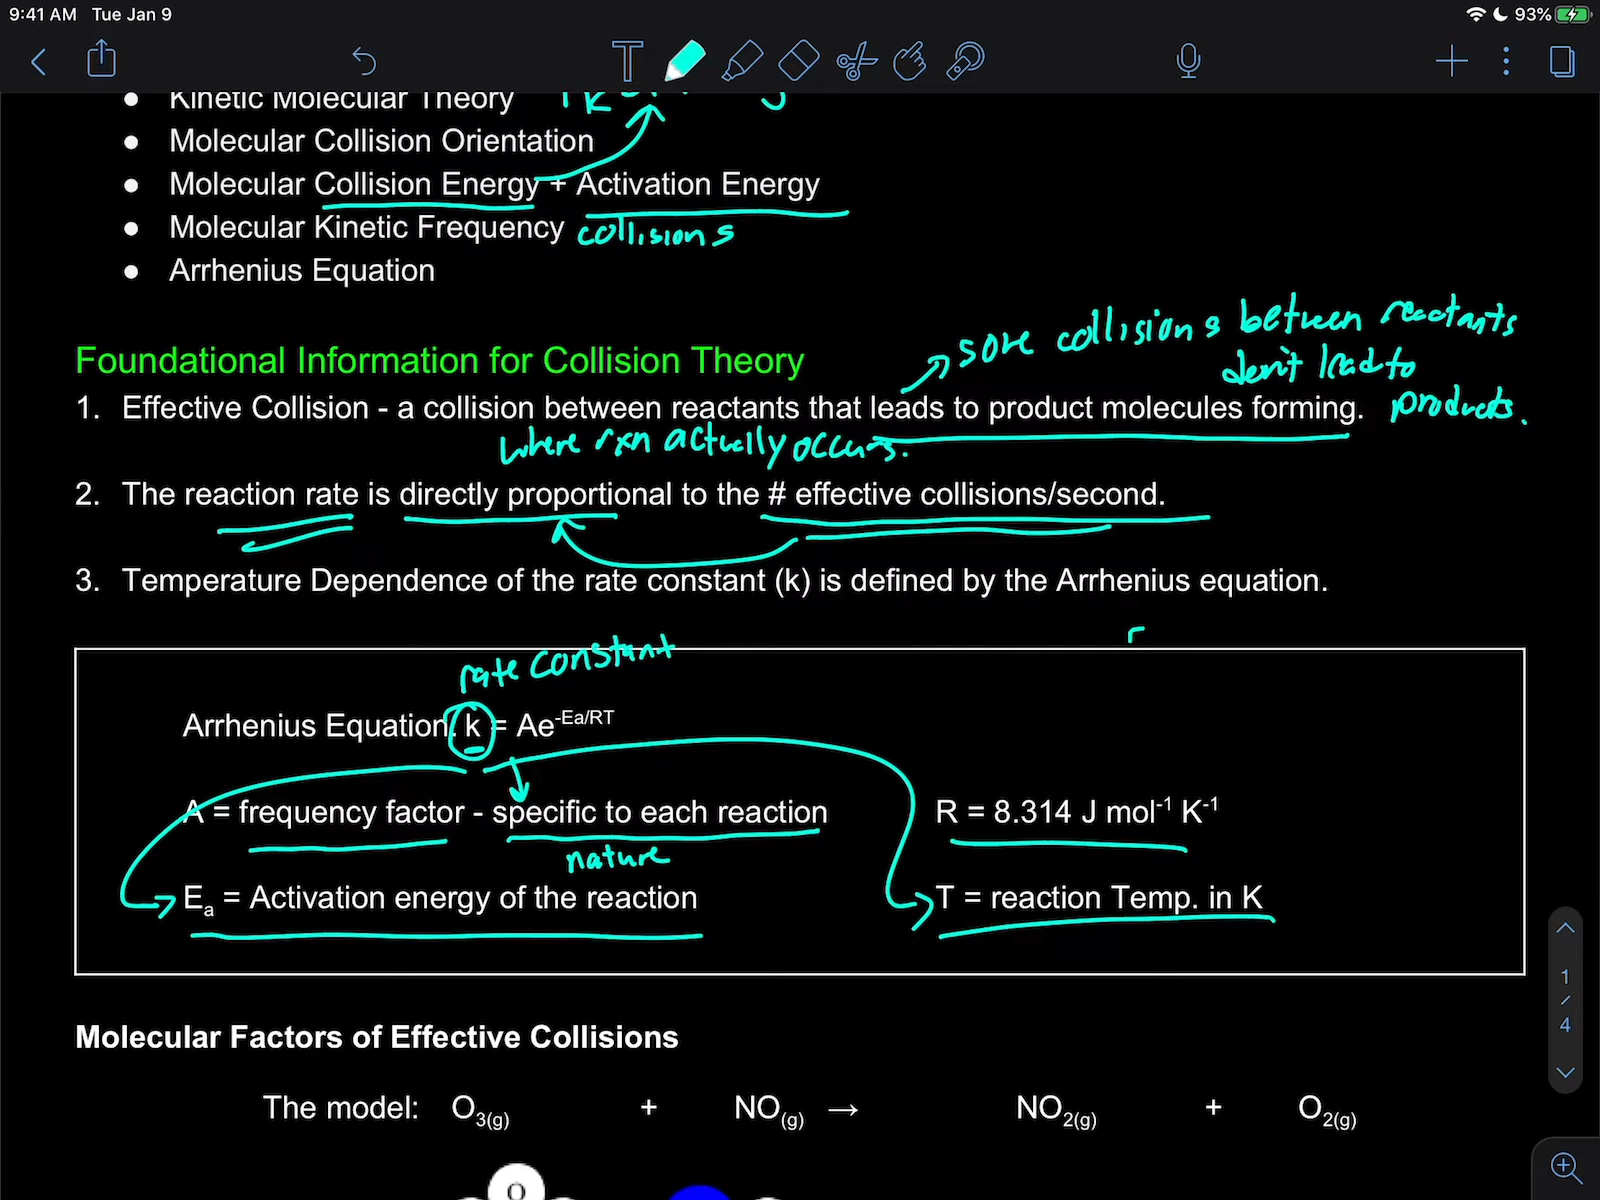 9:41 AM Tue Jan 9
93%
• Kinetic Molecular Theory
• Molecular Collision Orientation
• Molecular Collision Energy + Activation Energy
• Molecular Kinetic Frequency collisions
• Arrhenius Equation
some collisions between reactants
don't lead to
products.
Foundational Information for Collision Theory
1. Effective Collision - a collision between reactants that leads to product molecules forming.
where rxn actually occurs.
2. The reaction rate is directly proportional to the # effective collisions/second.
3. Temperature Dependence of the rate constant (k) is defined by the Arrhenius equation.
rate constant
Arrhenius Equation: k = Ae^-Ea/RT
A = frequency factor - specific to each reaction R = 8.314 J mol⁻¹ K⁻¹
nature
Eₐ = Activation energy of the reaction T = reaction Temp. in K
1
/
4
Molecular Factors of Effective Collisions
The model: O3(g) + NO(g) → NO2(g) + O2(g)
O